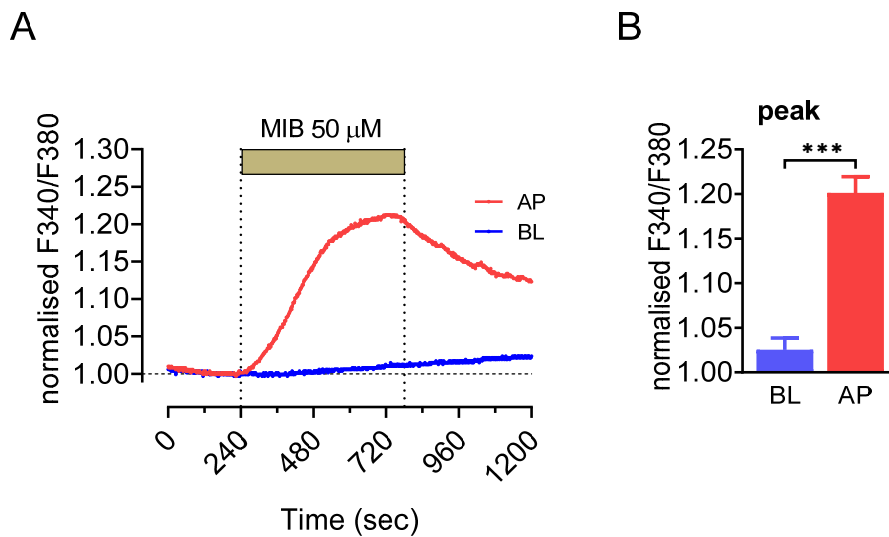 A
MIB 50 μM
normalised F340/F380
1.30
1.25
1.20
1.15
1.10
1.05
1.00
AP
BL
0
240
480
720
960
1200
Time (sec)
B
peak
normalised F340/F380
1.25
1.20
1.15
1.10
1.05
1.00
***
BL
AP